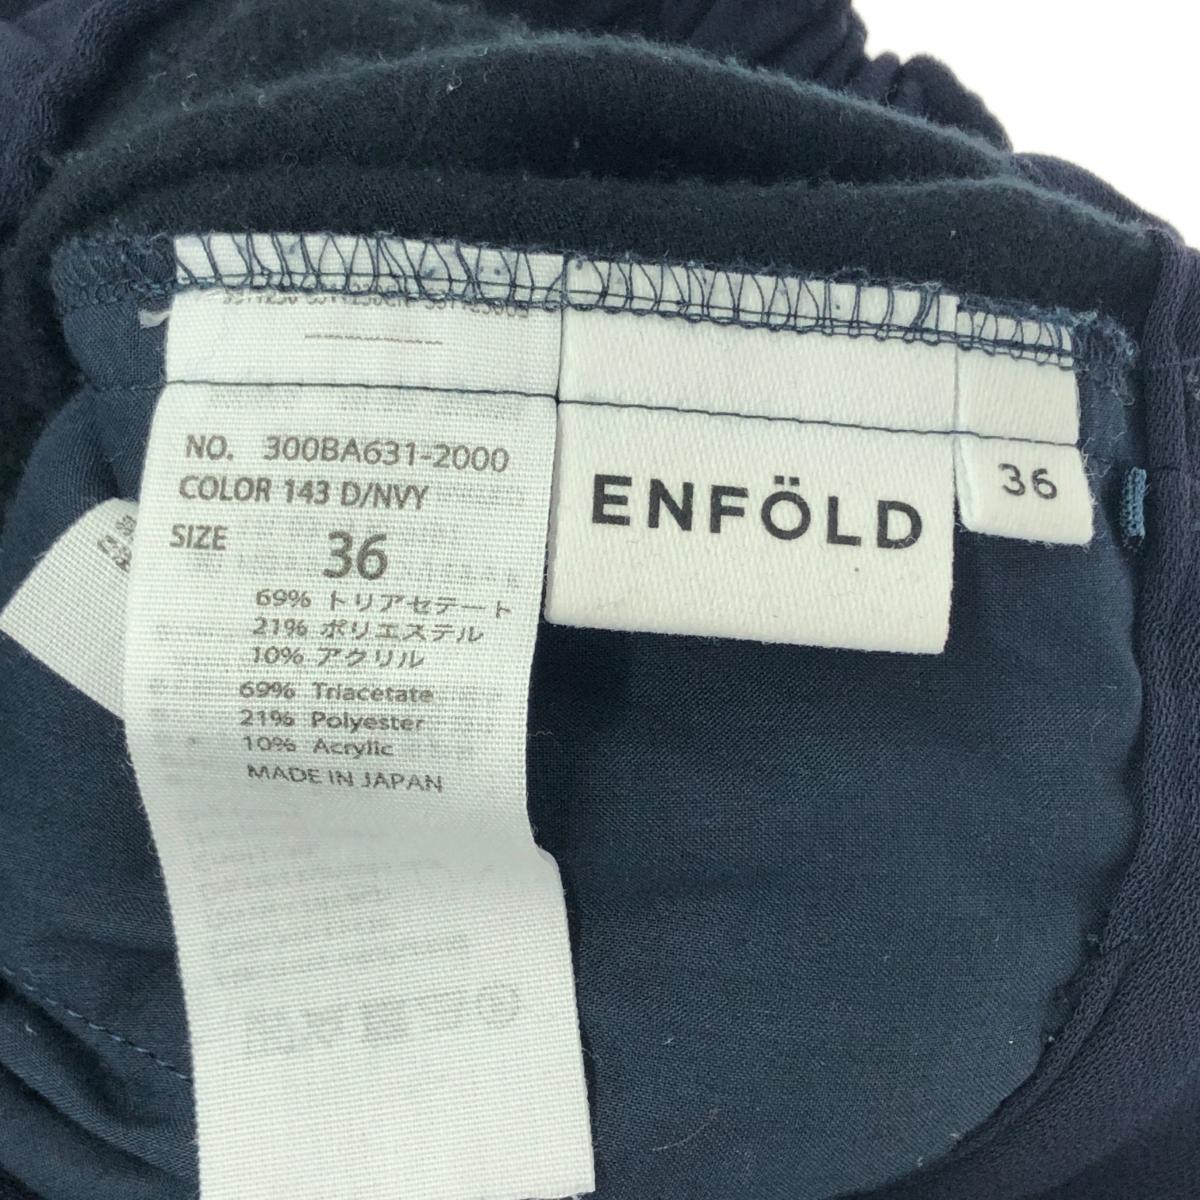 NO. 300BA631-2000
COLOR 143 D/NVY
SIZE 36
69% トリアセテート
21% ポリエステル
10% アクリル
69% Triacetate
21% Polyester
10% Acrylic
MADE IN JAPAN
ENFÖLD
36